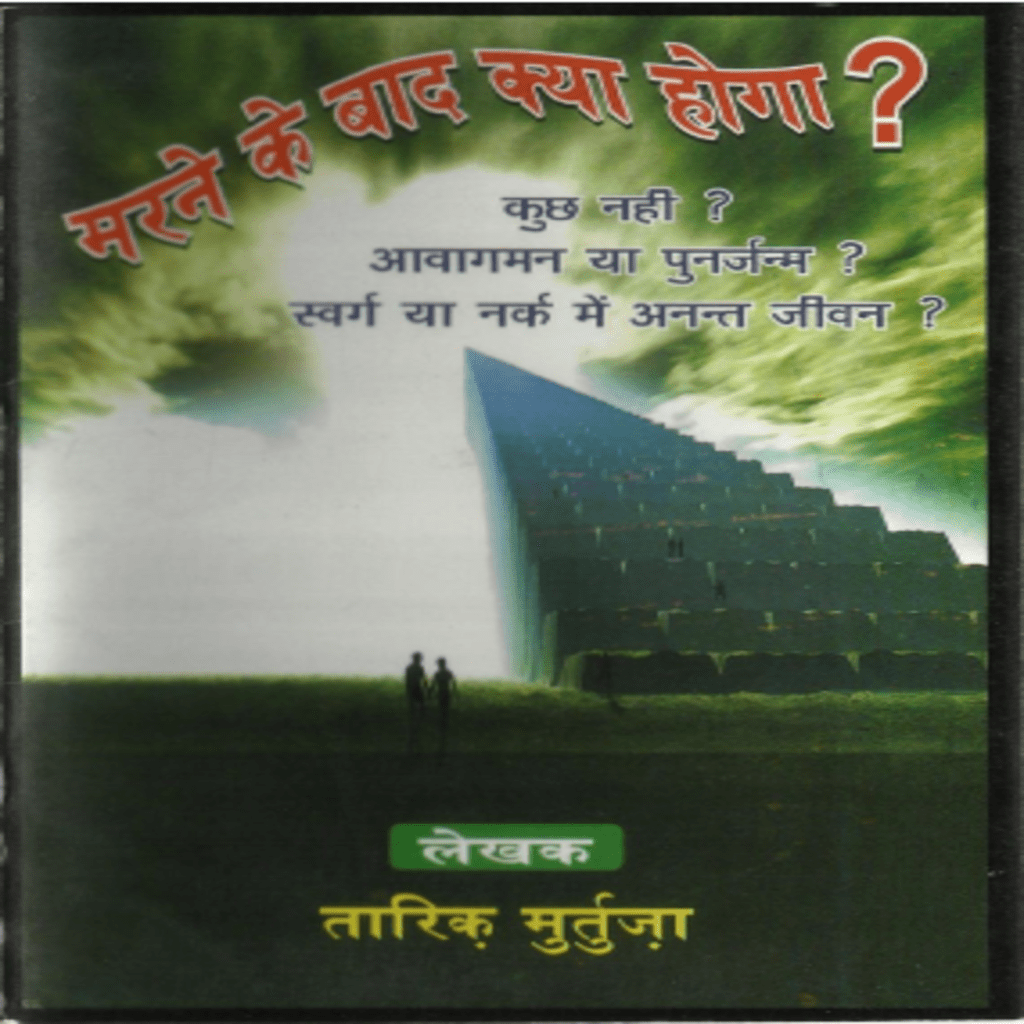 मरने के बाद क्या होगा ?
कुछ नही ?
आवागमन या पुनर्जन्म ?
स्वर्ग या नर्क में अनन्त जीवन ?
लेखक
तारिक़ मुर्तुज़ा